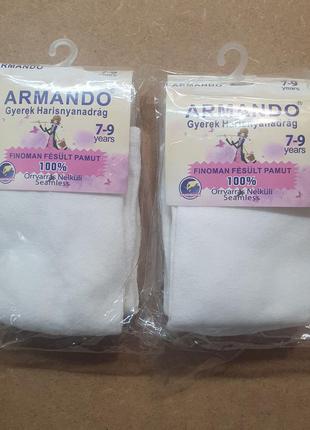 RMANDO
ARMANDO
Gyerek Harisnyanadrág
7-9
years
FINOMAN FÉSÜLT PAMUT
100%
Orryarrás Nélküli
Seamless
ARMANDO
ARMANDO®
Gyerek Harisnyanadrág
7-9
years
FINOMAN FÉSÜLT PAMUT
100%
Orryarrás Nélküli
Seamless